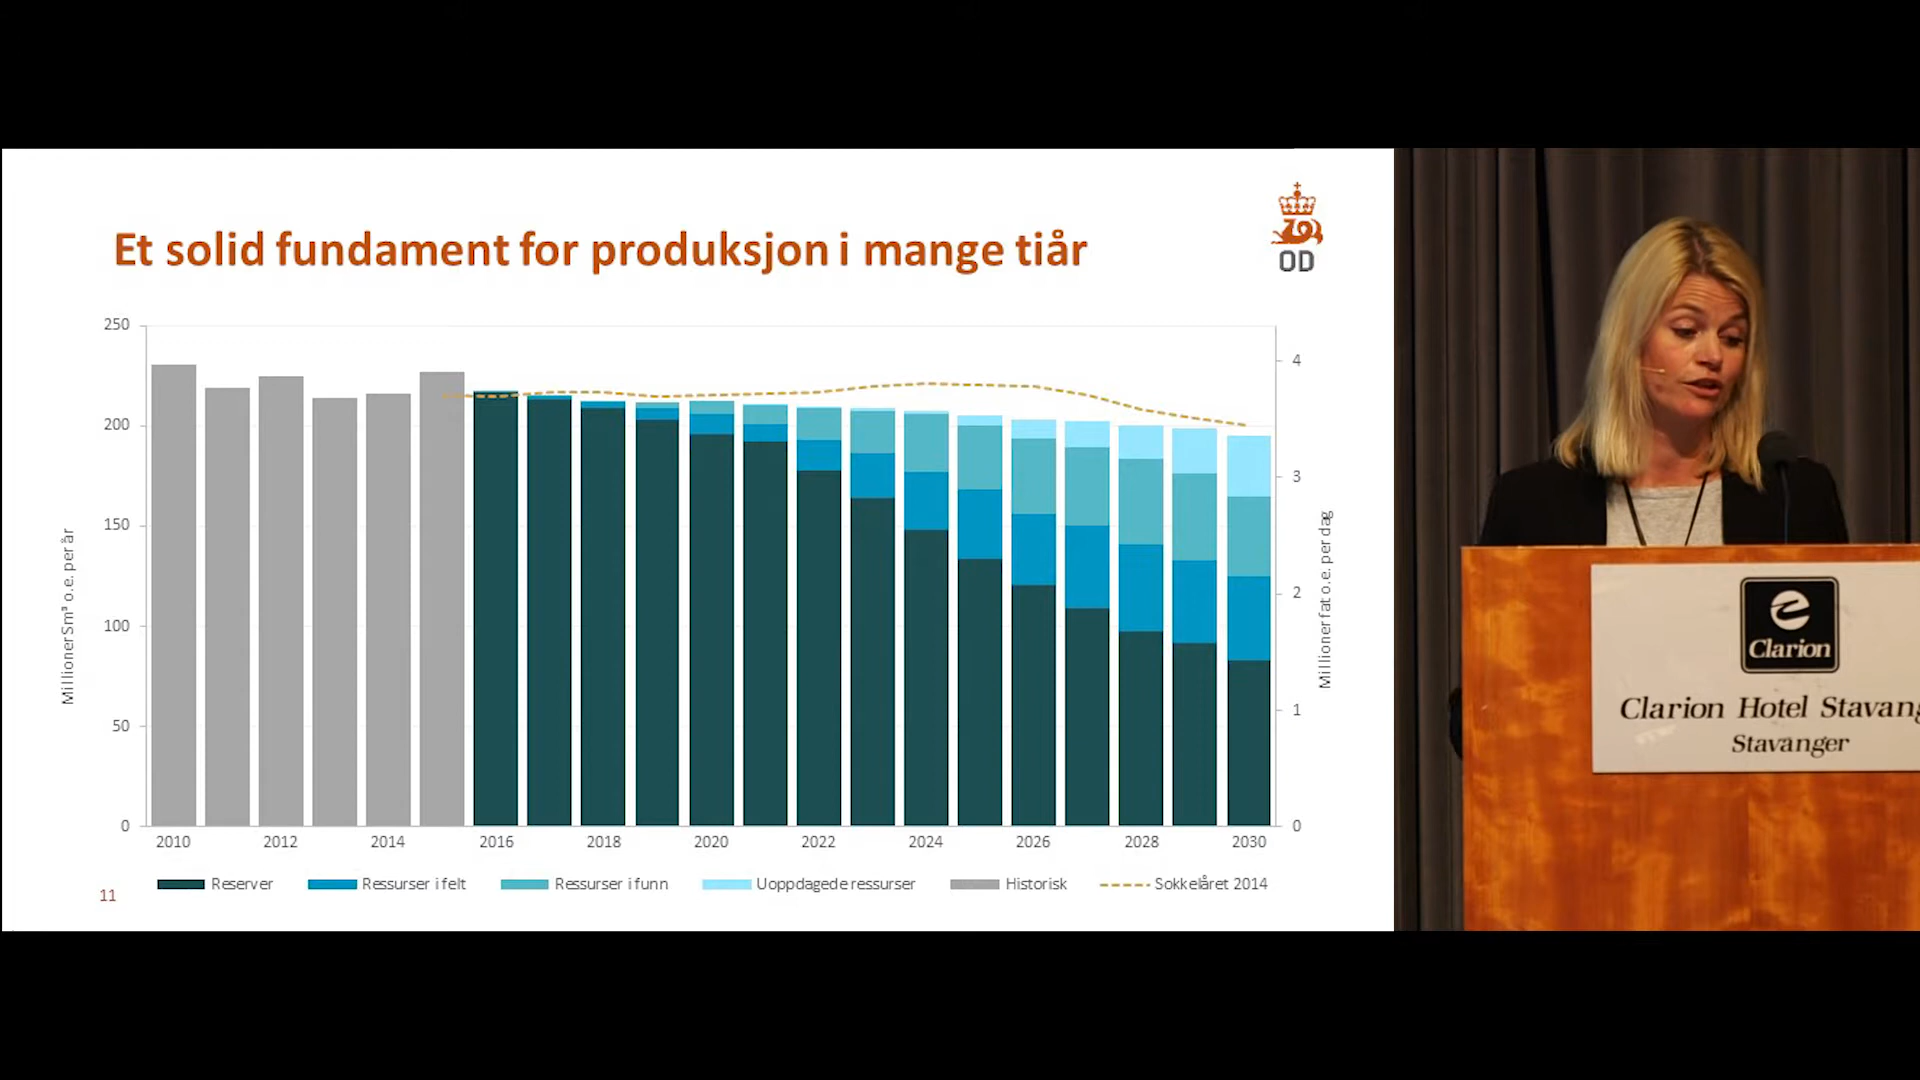 Et solid fundament for produksjon i mange tiår
OD
250
200
150
100
50
0
Millioner Sm³ o.e. per år
4
3
2
1
0
Millioner fat o.e. per dag
2010 2012 2014 2016 2018 2020 2022 2024 2026 2028 2030
Reserver Ressurser i felt Ressurser i funn Uoppdagede ressurser Historisk Sokkelåret 2014
11
Clarion
Clarion Hotel Stavang
Stavanger